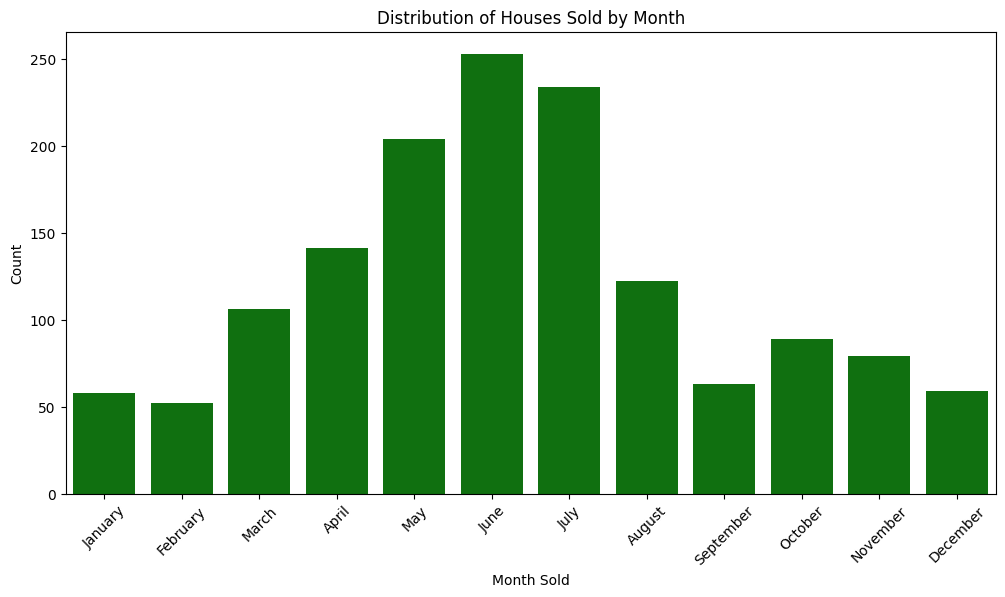 Distribution of Houses Sold by Month
250
200
150
100
50
0
Count
January
February
March
April
May
June
July
August
September
October
November
December
Month Sold